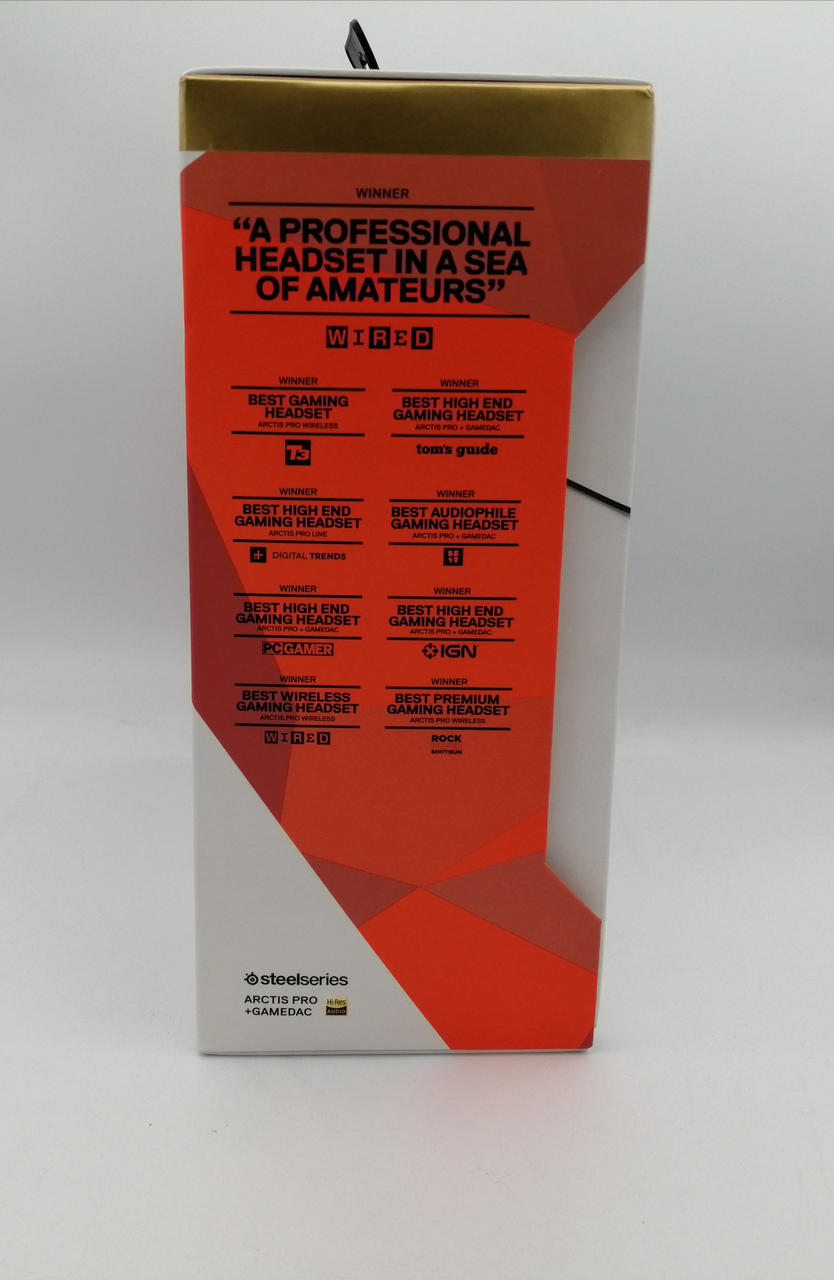 WINNER
“A PROFESSIONAL
HEADSET IN A SEA
OF AMATEURS”
WIRED
WINNER
BEST GAMING
HEADSET
ARCTIS PRO WIRELESS
T3
WINNER
BEST HIGH END
GAMING HEADSET
ARCTIS PRO + GAMEDAC
tom's guide
WINNER
BEST HIGH END
GAMING HEADSET
ARCTIS PRO LINE
DIGITAL TRENDS
WINNER
BEST AUDIOPHILE
GAMING HEADSET
ARCTIS PRO + GAMEDAC
WINNER
BEST HIGH END
GAMING HEADSET
ARCTIS PRO + GAMEDAC
PC GAMER
WINNER
BEST HIGH END
GAMING HEADSET
ARCTIS PRO + GAMEDAC
IGN
WINNER
BEST WIRELESS
GAMING HEADSET
ARCTIS PRO WIRELESS
WIRED
WINNER
BEST PREMIUM
GAMING HEADSET
ARCTIS PRO WIRELESS
ROCK
SHOTGUN
steelseries
ARCTIS PRO
+GAMEDAC
Hi-Res
AUDIO